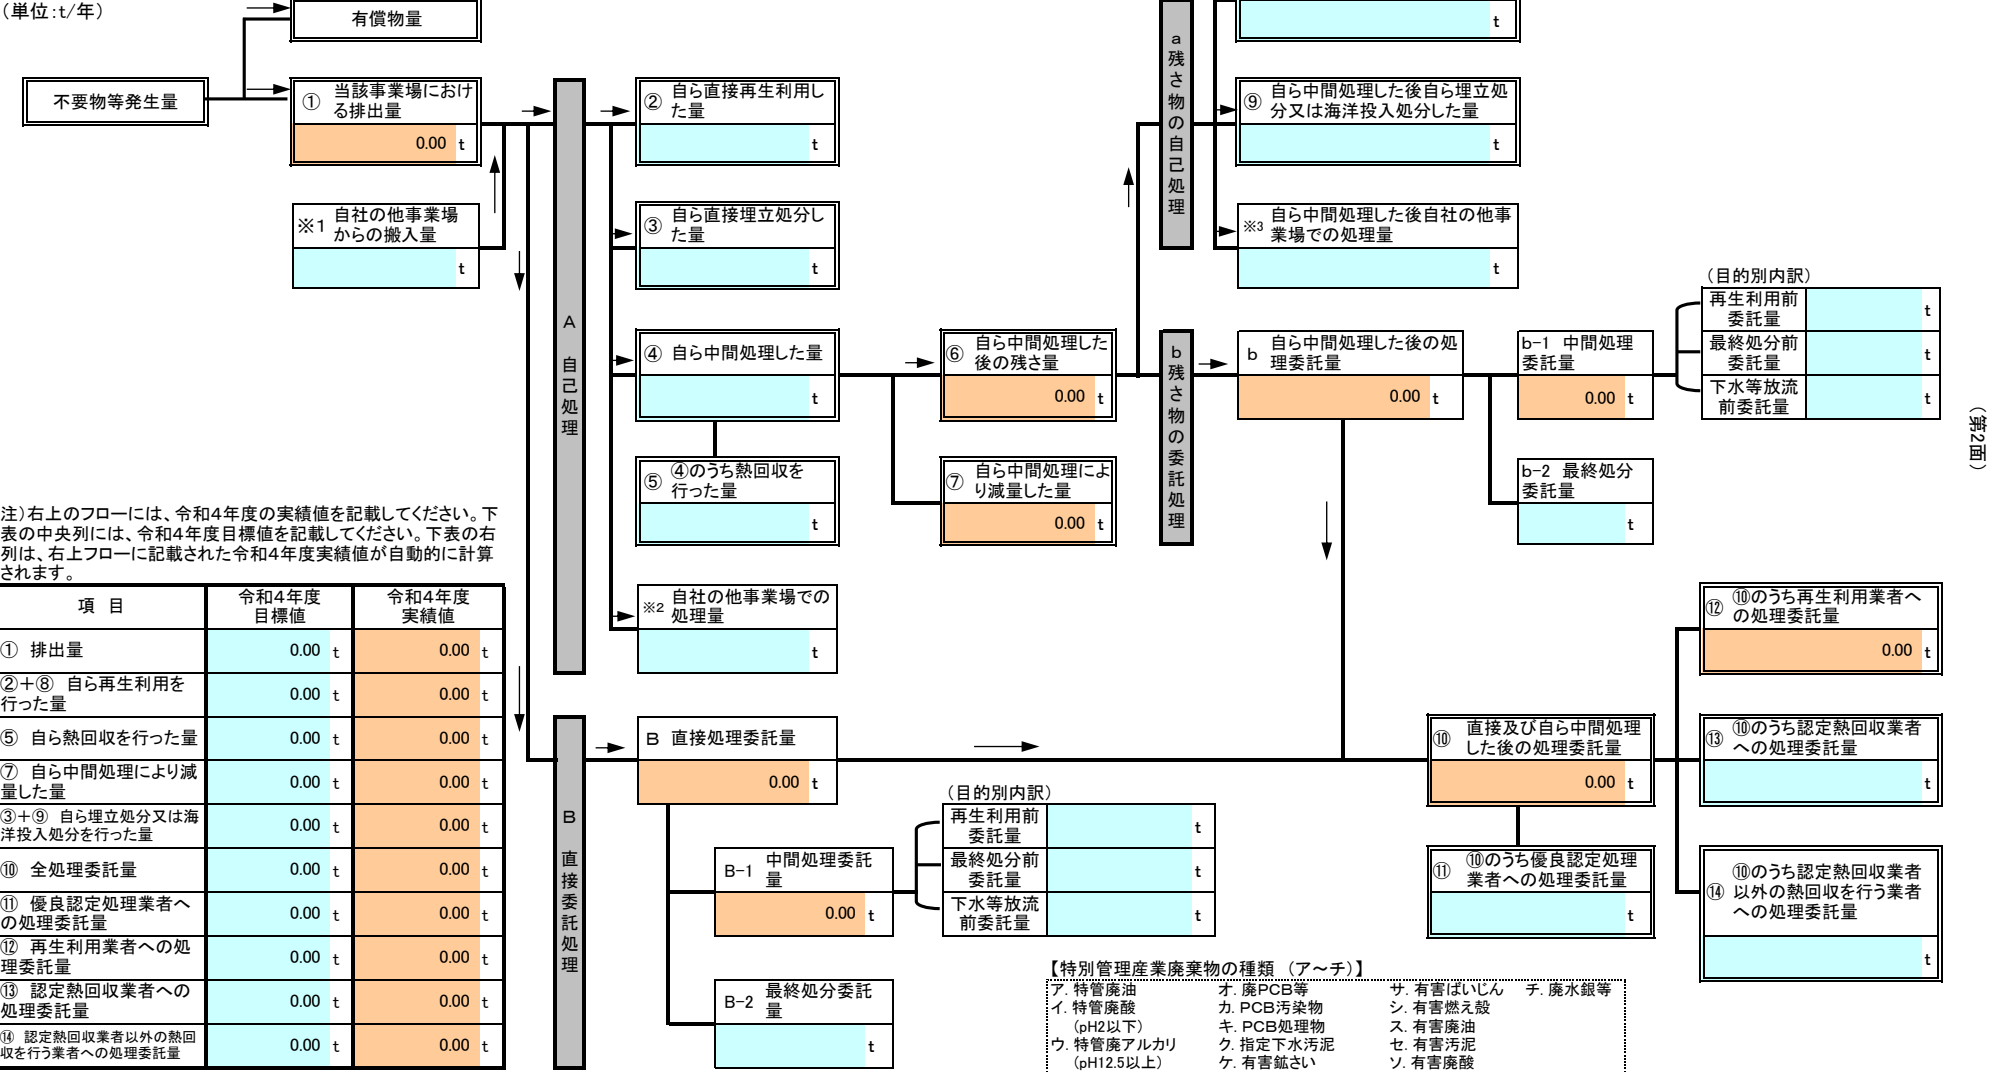 （単位:t/年）
有償物量
不要物等発生量
①
当該事業場におけ
る排出量
0.00 t
※1
自社の他事業場
からの搬入量
t
A
自己処理
②
自ら直接再生利用し
た量
t
③
自ら直接埋立処分し
た量
t
④ 自ら中間処理した量
t
⑤
④のうち熱回収を
行った量
t
※2
自社の他事業場での
処理量
t
⑥
自ら中間処理した
後の残さ量
0.00 t
⑦
自ら中間処理によ
り減量した量
0.00 t
a
残さ物の自己処理
t
⑨
自ら中間処理した後自ら埋立処
分又は海洋投入処分した量
t
※3
自ら中間処理した後自社の他事
業場での処理量
t
b
残さ物の委託処理
b
自ら中間処理した後の処
理委託量
0.00 t
b-1 中間処理
委託量
0.00 t
b-2 最終処分
委託量
t
（目的別内訳）
再生利用前
委託量
t
最終処分前
委託量
t
下水等放流
前委託量
t
（第2面）
注）右上のフローには、令和4年度の実績値を記載してください。下
表の中央列には、令和4年度目標値を記載してください。下表の右
列は、右上フローに記載された令和4年度実績値が自動的に計算
されます。
項 目
令和4年度
目標値
令和4年度
実績値
① 排出量
0.00 t 0.00 t
②＋⑧ 自ら再生利用を
行った量
0.00 t 0.00 t
⑤ 自ら熱回収を行った量
0.00 t 0.00 t
⑦ 自ら中間処理により減
量した量
0.00 t 0.00 t
③＋⑨ 自ら埋立処分又は海
洋投入処分を行った量
0.00 t 0.00 t
⑩ 全処理委託量
0.00 t 0.00 t
⑪ 優良認定処理業者へ
の処理委託量
0.00 t 0.00 t
⑫ 再生利用業者への処
理委託量
0.00 t 0.00 t
⑬ 認定熱回収業者への
処理委託量
0.00 t 0.00 t
⑭ 認定熱回収業者以外の熱回
収を行う業者への処理委託量
0.00 t 0.00 t
B
直接委託処理
B 直接処理委託量
0.00 t
B-1
中間処理委託
量
0.00 t
B-2
最終処分委託
量
t
（目的別内訳）
再生利用前
委託量
t
最終処分前
委託量
t
下水等放流
前委託量
t
⑩
直接及び自ら中間処理
した後の処理委託量
0.00 t
⑪
⑩のうち優良認定処理
業者への処理委託量
t
⑫
⑩のうち再生利用業者へ
の処理委託量
0.00 t
⑬
⑩のうち認定熱回収業者
への処理委託量
t
⑭
⑩のうち認定熱回収業者
以外の熱回収を行う業者
への処理委託量
t
【特別管理産業廃棄物の種類 （ア～チ）】
ア. 特管廃油 オ. 廃PCB等 サ. 有害ばいじん チ. 廃水銀等
イ. 特管廃酸 カ. PCB汚染物 シ. 有害燃え殻
（pH2以下） キ. PCB処理物 ス. 有害廃油
ウ. 特管廃アルカリ ク. 指定下水汚泥 セ. 有害汚泥
（pH12.5以上） ケ. 有害鉱さい ソ. 有害廃酸